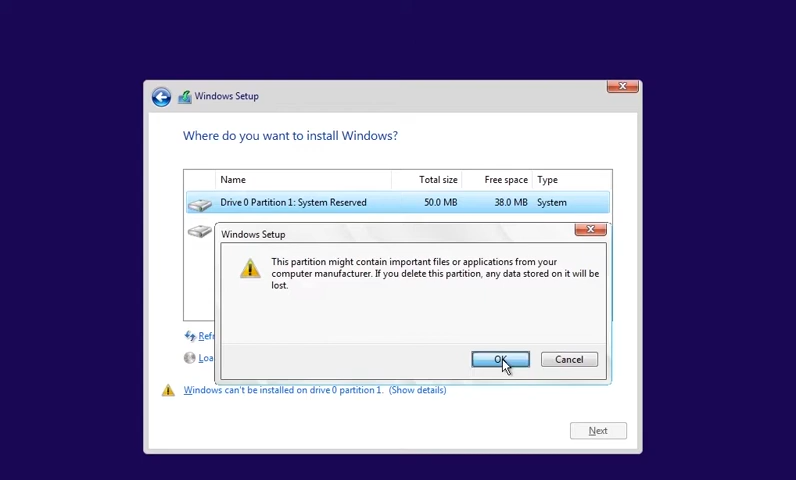 Windows Setup
Where do you want to install Windows?
Name Total size Free space Type
Drive 0 Partition 1: System Reserved 50.0 MB 38.0 MB System
Windows Setup
This partition might contain important files or applications from your
computer manufacturer. If you delete this partition, any data stored on it will be
lost.
OK Cancel
Refr
Loa
Windows can't be installed on drive 0 partition 1. (Show details)
Next